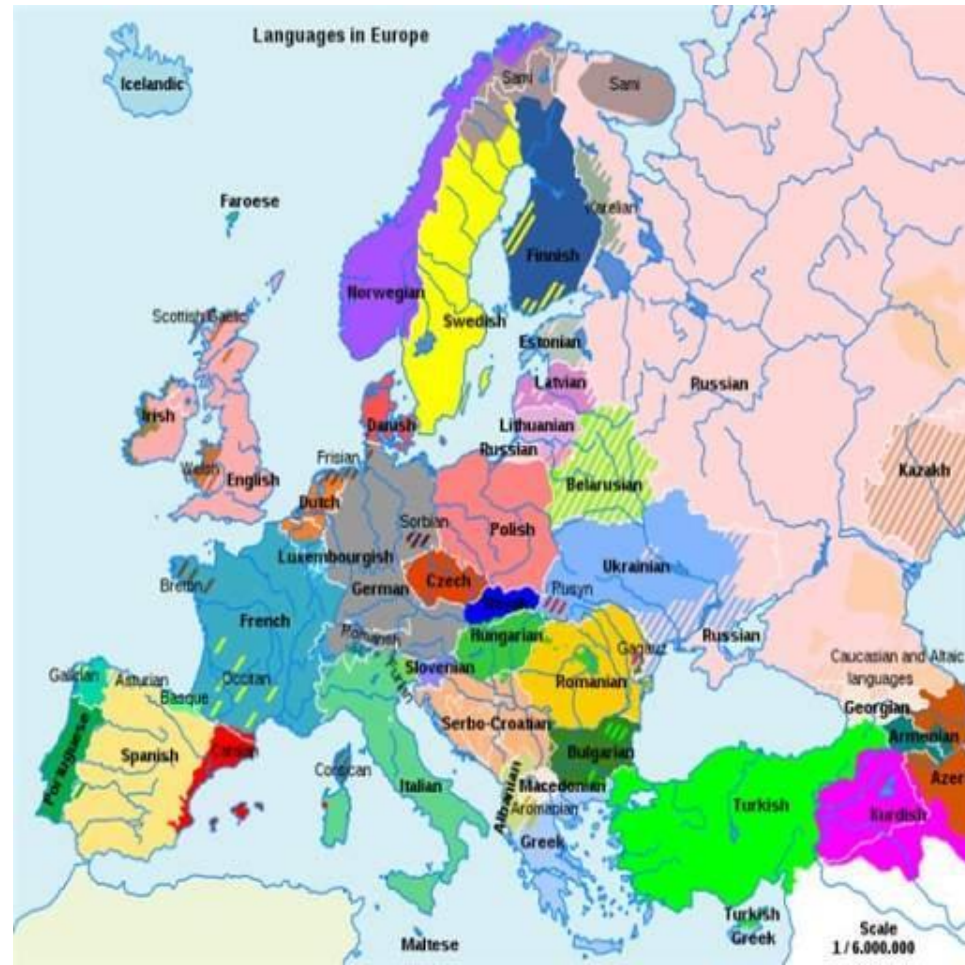 Languages in Europe
Icelandic
Sami
Sami
Faroese
Karelian
Finnish
Norwegian
Swedish
Scottish Gaelic
Estonian
Latvian
Russian
Irish
Danish
Lithuanian
Russian
Frisian
Welsh
English
Kazakh
Belarusian
Dutch
Sorbian
Polish
Luxembourgish
Ukrainian
Breton
German
Czech
Rusyn
French
Romansh
Hungarian
Russian
Gagauz
Slovenian
Furlan
Caucasian and Altaic
languages
Galician
Asturian
Occitan
Romanian
Basque
Georgian
Serbo-Croatian
Armenian
Portuguese
Spanish
Bulgarian
Corsican
Italian
Albanian
Macedonian
Azer
Aromanian
Turkish
Kurdish
Greek
Turkish
Greek
Scale
1 / 6.000.000
Maltese